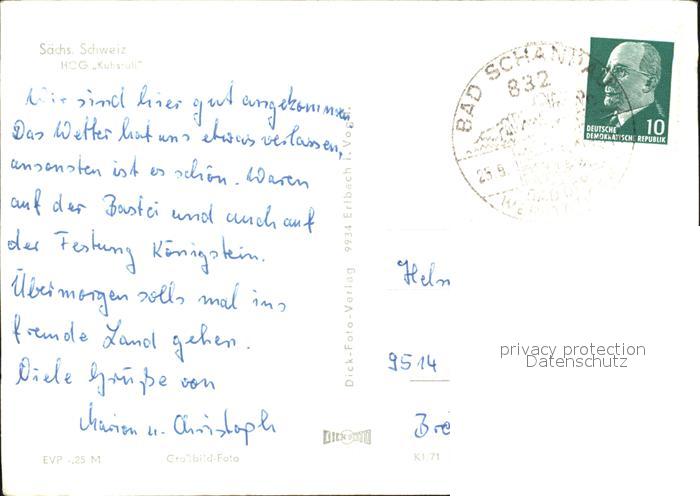 Sächs. Schweiz
HOG „Kuhstall"
Wir sind hier gut angekommen
Das Wetter hat uns etwas verlassen,
ansonsten ist es schön. Waren
auf der Bastei und auch auf
der Festung Königstein.
Übermorgen solls mal ins
fremde Land gehen.
Viele Grüße von
Marion u. Christoph
EVP -,25 M
Großbild-Foto
Dick-Foto-Verlag 9934 Erlbach i. Vogtl.
K1/71
BAD SCHANDAU
832
DEUTSCHE
DEMOKRATISCHE REPUBLIK
10
9514
privacy protection
Datenschutz